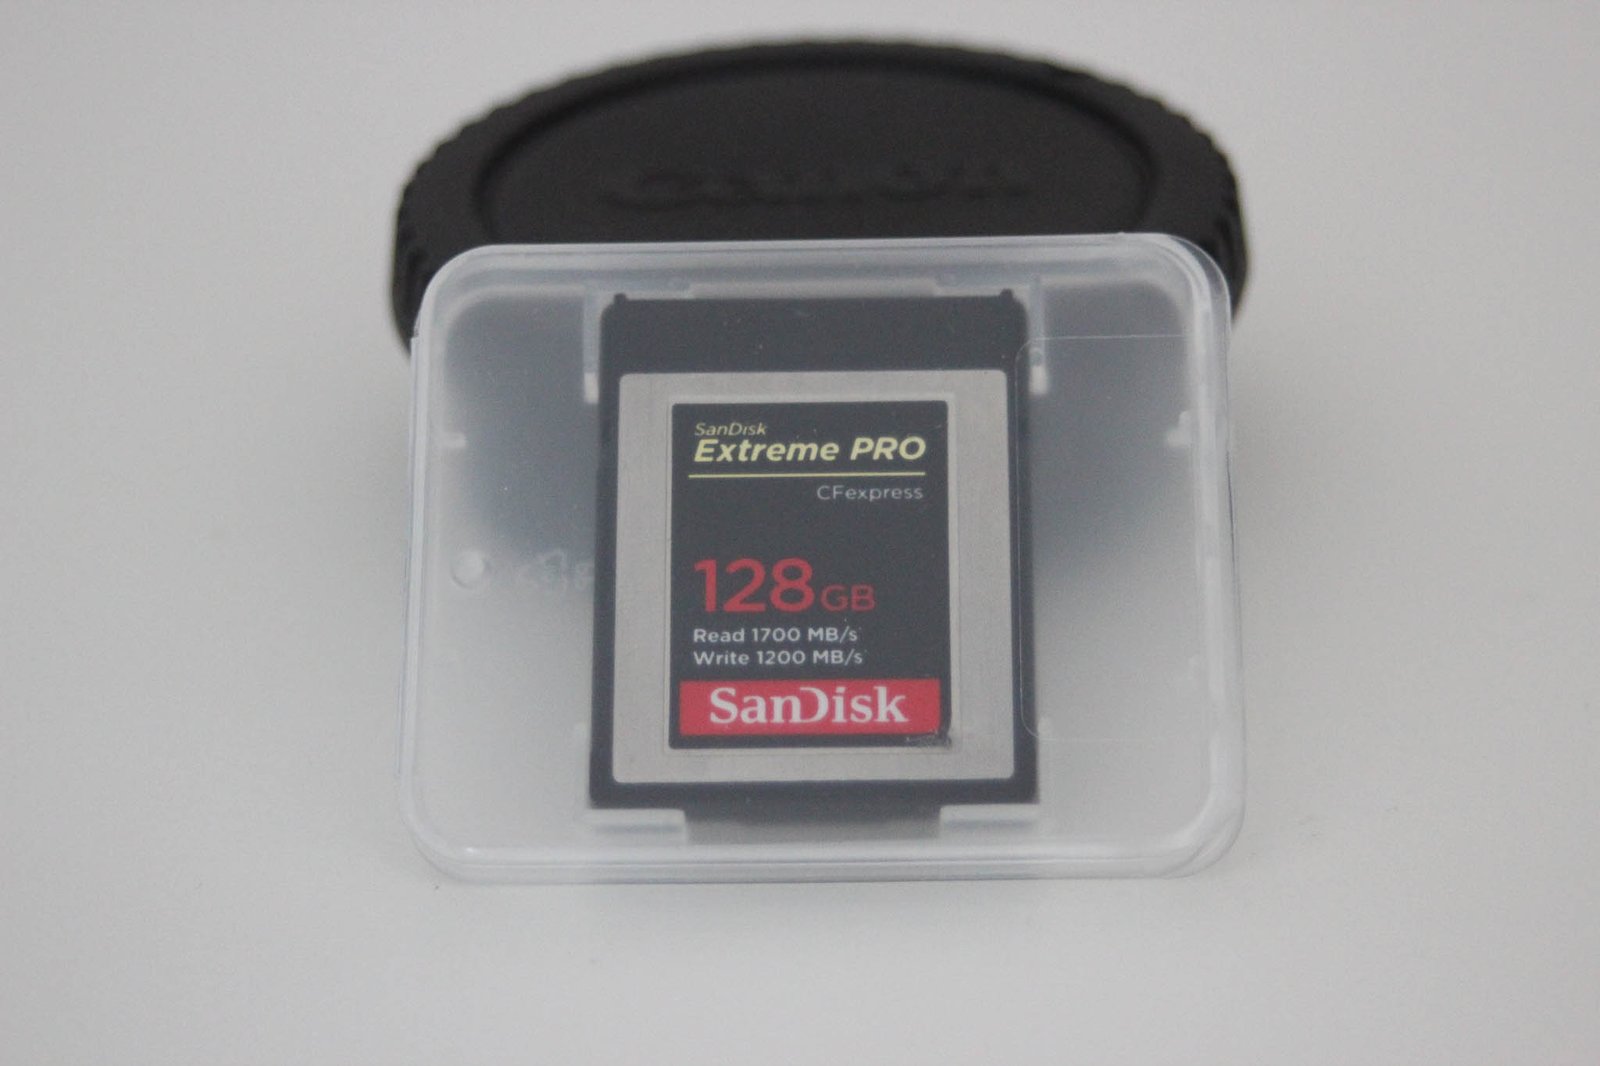 SanDisk
Extreme PRO
CFexpress
128GB
Read 1700 MB/s
Write 1200 MB/s
SanDisk